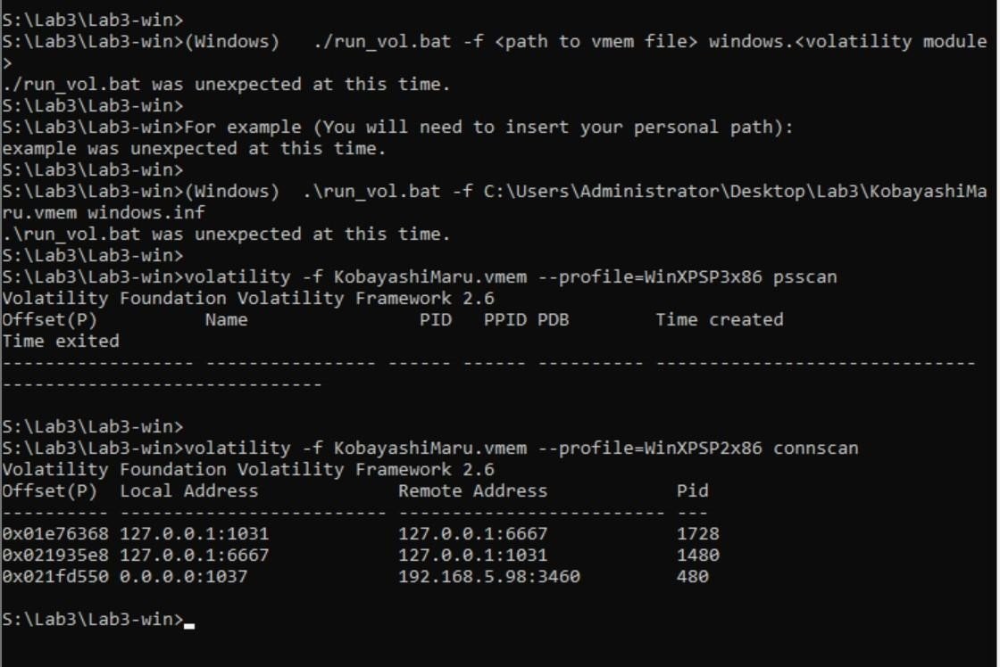 S:\Lab3\Lab3-win>
S:\Lab3\Lab3-win>(Windows)   ./run_vol.bat -f <path to vmem file> windows.<volatility module
>
./run_vol.bat was unexpected at this time.
S:\Lab3\Lab3-win>
S:\Lab3\Lab3-win>For example (You will need to insert your personal path):
example was unexpected at this time.
S:\Lab3\Lab3-win>
S:\Lab3\Lab3-win>(Windows)  .\run_vol.bat -f C:\Users\Administrator\Desktop\Lab3\KobayashiMa
ru.vmem windows.inf
.\run_vol.bat was unexpected at this time.
S:\Lab3\Lab3-win>
S:\Lab3\Lab3-win>volatility -f KobayashiMaru.vmem --profile=WinXPSP3x86 psscan
Volatility Foundation Volatility Framework 2.6
Offset(P)          Name                PID   PPID PDB        Time created
Time exited
------------------ ---------------- ------ ------ ---------- ------------------------------
------------------------------
S:\Lab3\Lab3-win>
S:\Lab3\Lab3-win>volatility -f KobayashiMaru.vmem --profile=WinXPSP2x86 connscan
Volatility Foundation Volatility Framework 2.6
Offset(P)  Local Address             Remote Address            Pid
---------- ------------------------- ------------------------- ---
0x01e76368 127.0.0.1:1031            127.0.0.1:6667            1728
0x021935e8 127.0.0.1:6667            127.0.0.1:1031            1480
0x021fd550 0.0.0.0:1037              192.168.5.98:3460         480
S:\Lab3\Lab3-win>